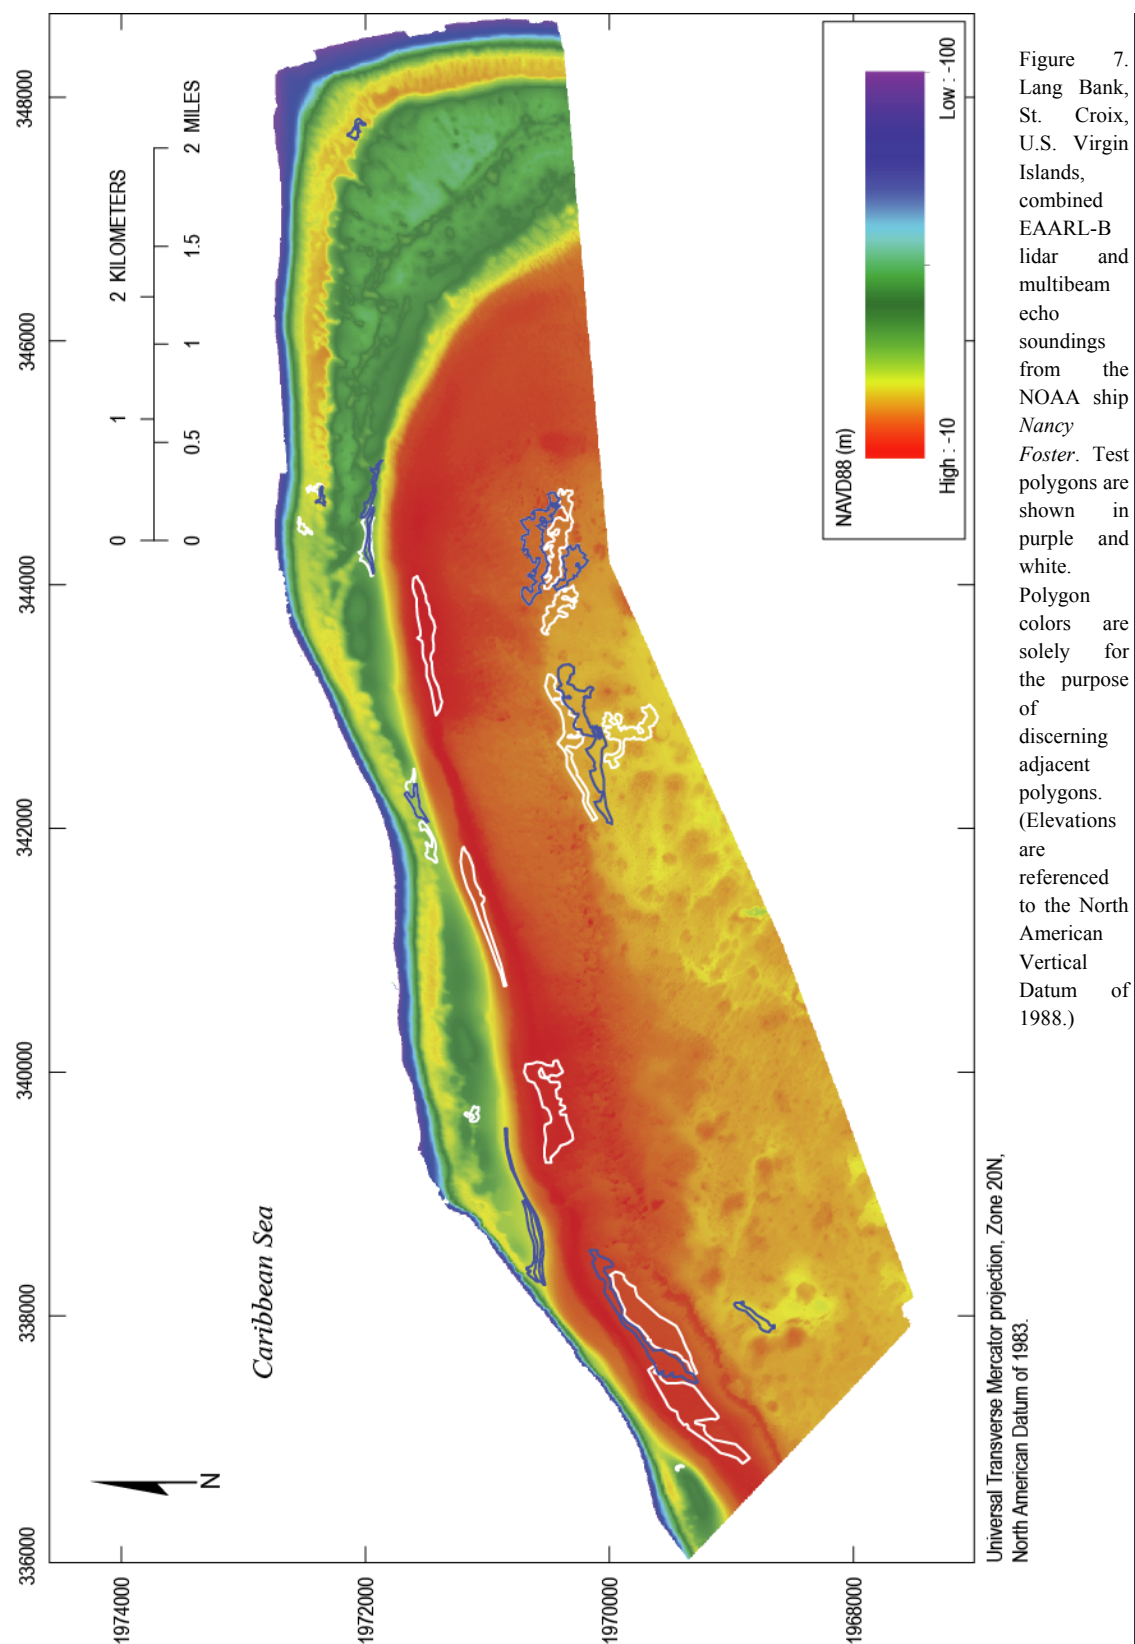 348000
346000
344000
342000
340000
338000
336000
1974000
1972000
1970000
1968000
0 1 2 KILOMETERS
0 0.5 1 1.5 2 MILES
Caribbean Sea
N
NAVD88 (m)
Low : -100
High : -10
Universal Transverse Mercator projection, Zone 20N,
North American Datum of 1983.
Figure 7.
Lang Bank,
St. Croix,
U.S. Virgin
Islands,
combined
EAARL-B
lidar and
multibeam
echo
soundings
from the
NOAA ship
Nancy
Foster. Test
polygons are
shown in
purple and
white.
Polygon
colors are
solely for
the purpose
of
discerning
adjacent
polygons.
(Elevations
are
referenced
to the North
American
Vertical
Datum of
1988.)